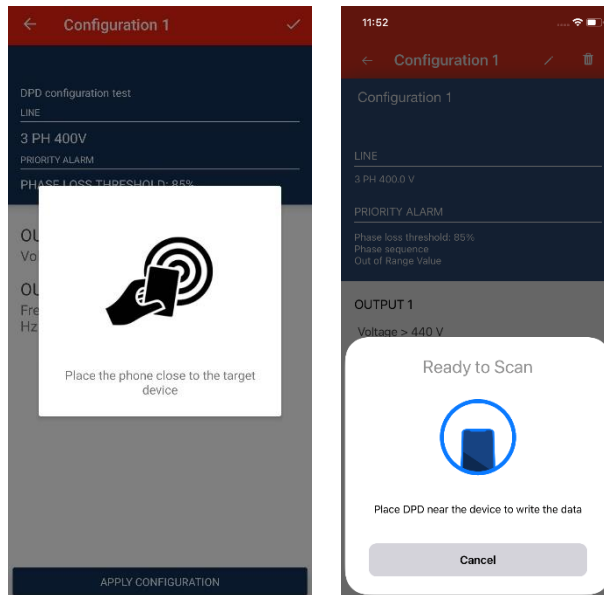 Configuration 1
DPD configuration test
LINE
3 PH 400V
PRIORITY ALARM
PHASE LOSS THRESHOLD: 85%
OU
Vo
OU
Fre
Hz
Place the phone close to the target
device
APPLY CONFIGURATION
11:52
Configuration 1
Configuration 1
LINE
3 PH 400.0 V
PRIORITY ALARM
Phase loss threshold: 85%
Phase sequence
Out of Range Value
OUTPUT 1
Voltage > 440 V
Ready to Scan
Place DPD near the device to write the data
Cancel